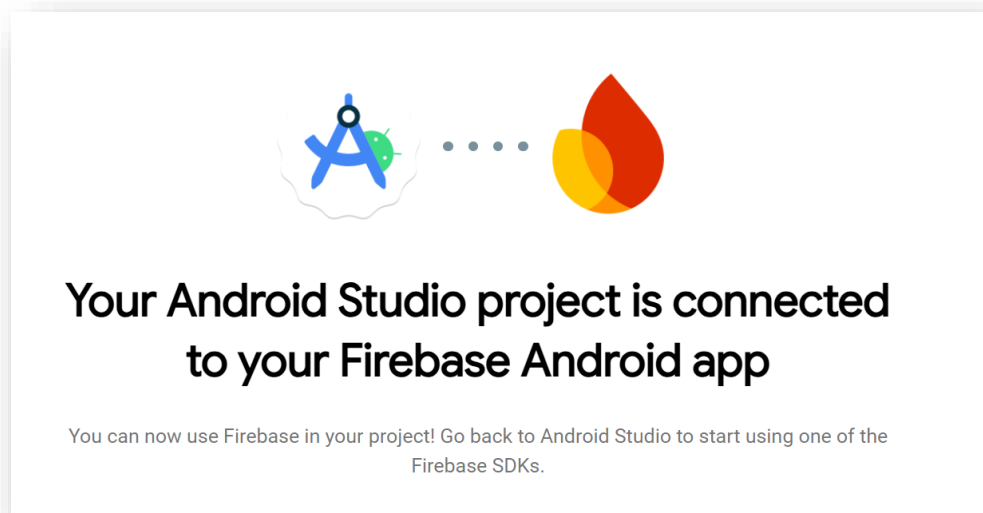 Your Android Studio project is connected
to your Firebase Android app
You can now use Firebase in your project! Go back to Android Studio to start using one of the
Firebase SDKs.